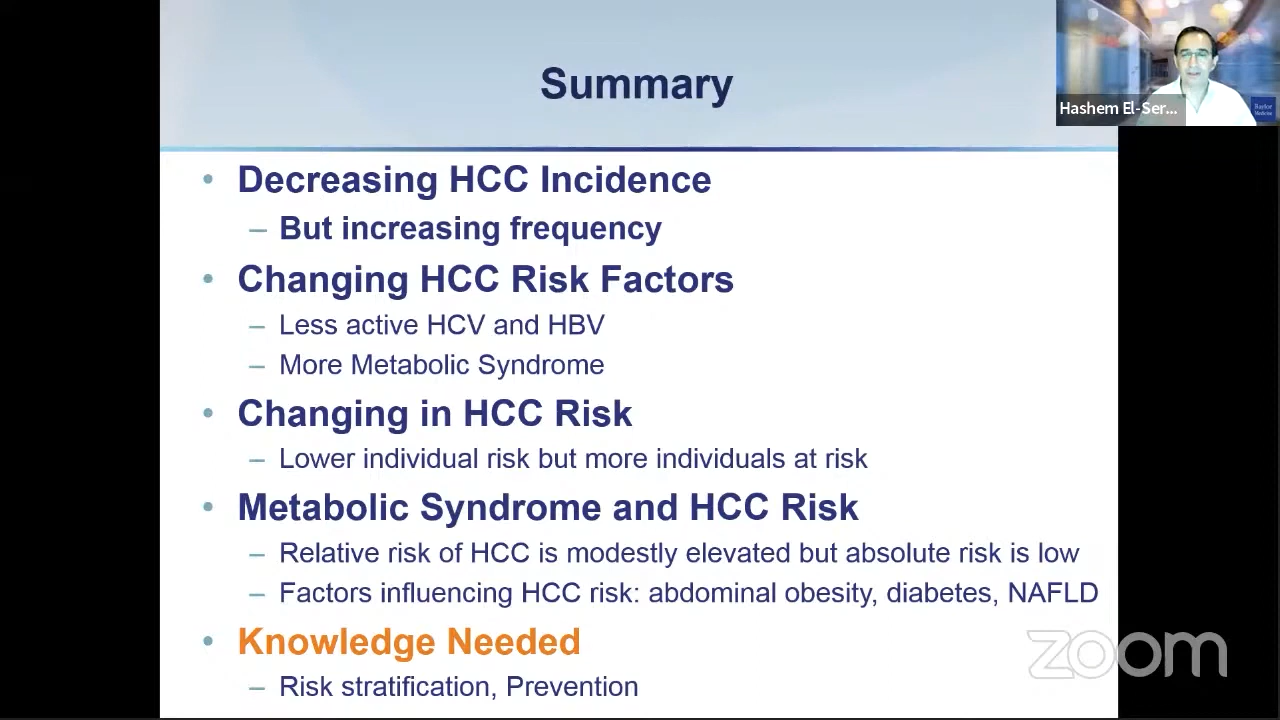 Summary
Hashem El-Ser...
Baylor
Medicine
• Decreasing HCC Incidence
– But increasing frequency
• Changing HCC Risk Factors
– Less active HCV and HBV
– More Metabolic Syndrome
• Changing in HCC Risk
– Lower individual risk but more individuals at risk
• Metabolic Syndrome and HCC Risk
– Relative risk of HCC is modestly elevated but absolute risk is low
– Factors influencing HCC risk: abdominal obesity, diabetes, NAFLD
• Knowledge Needed
– Risk stratification, Prevention
zoom